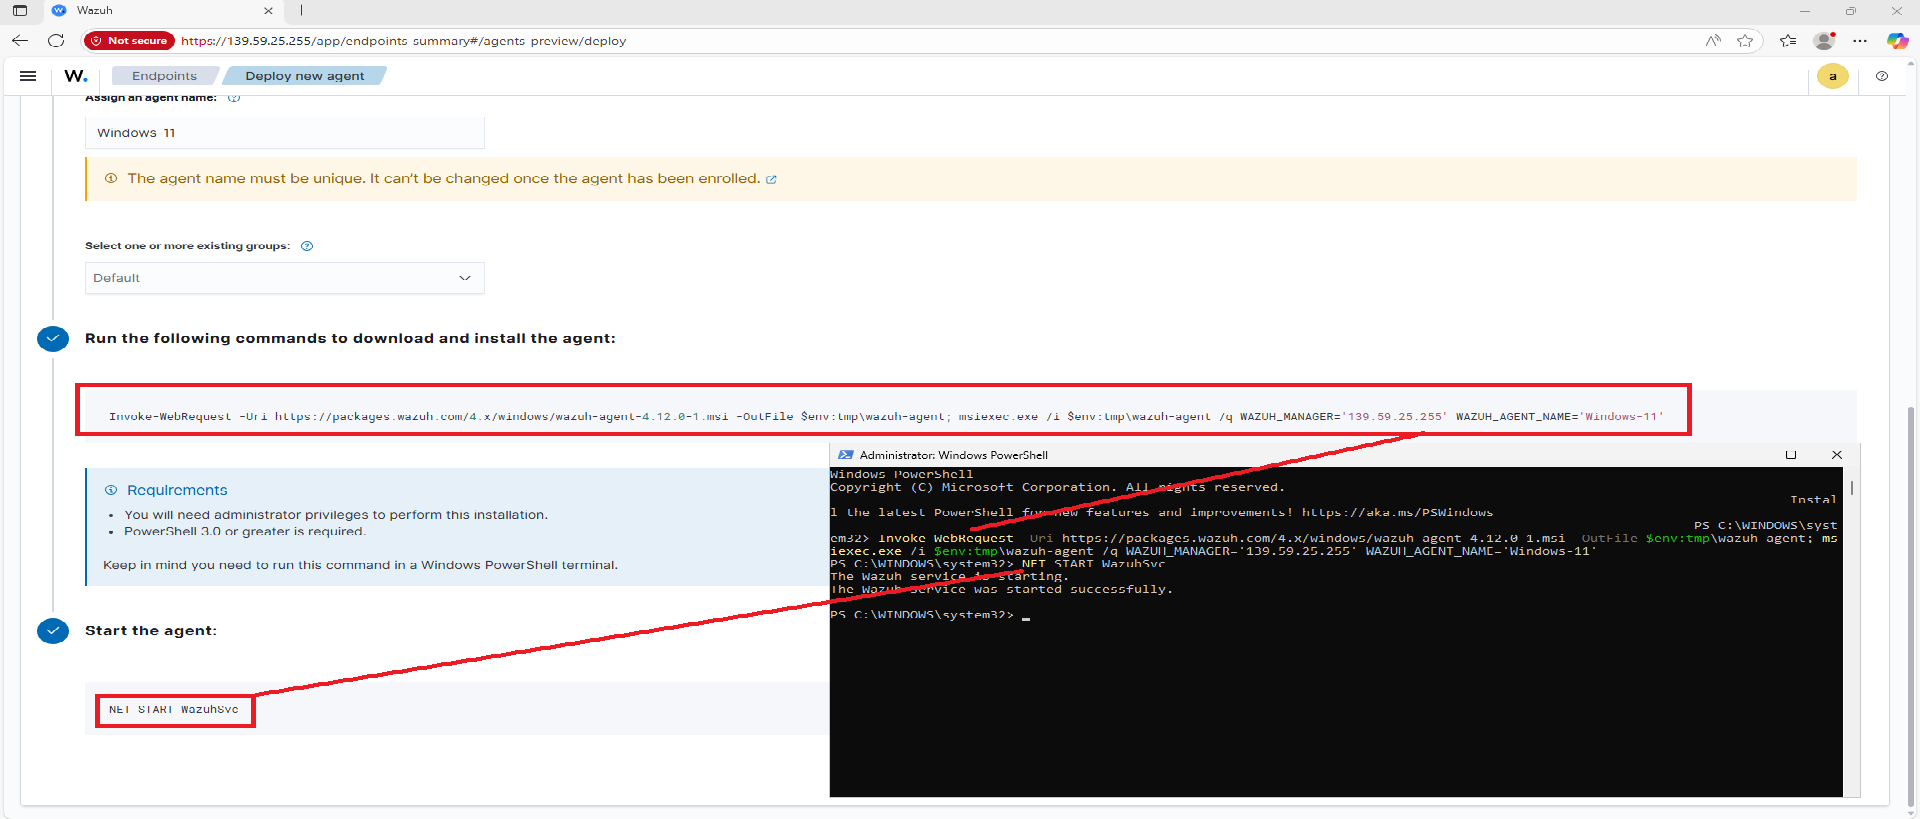 Wazuh
Not secure https://139.59.25.255/app/endpoints-summary#/agents-preview/deploy
W. Endpoints Deploy new agent a
Assign an agent name:
Windows-11
The agent name must be unique. It can't be changed once the agent has been enrolled.
Select one or more existing groups:
Default
Run the following commands to download and install the agent:
Invoke-WebRequest -Uri https://packages.wazuh.com/4.x/windows/wazuh-agent-4.12.0-1.msi -OutFile $env:tmp\wazuh-agent; msiexec.exe /i $env:tmp\wazuh-agent /q WAZUH_MANAGER='139.59.25.255' WAZUH_AGENT_NAME='Windows-11'
Requirements
• You will need administrator privileges to perform this installation.
• PowerShell 3.0 or greater is required.
Keep in mind you need to run this command in a Windows PowerShell terminal.
Start the agent:
NET START WazuhSvc
Administrator: Windows PowerShell
Windows PowerShell
Copyright (C) Microsoft Corporation. All rights reserved.
Instal
l the latest PowerShell for new features and improvements! https://aka.ms/PSWindows
PS C:\WINDOWS\syst
em32> Invoke-WebRequest -Uri https://packages.wazuh.com/4.x/windows/wazuh-agent-4.12.0-1.msi -OutFile $env:tmp\wazuh-agent; ms
iexec.exe /i $env:tmp\wazuh-agent /q WAZUH_MANAGER='139.59.25.255' WAZUH_AGENT_NAME='Windows-11'
PS C:\WINDOWS\system32> NET START WazuhSvc
The Wazuh service is starting.
The Wazuh service was started successfully.
PS C:\WINDOWS\system32>